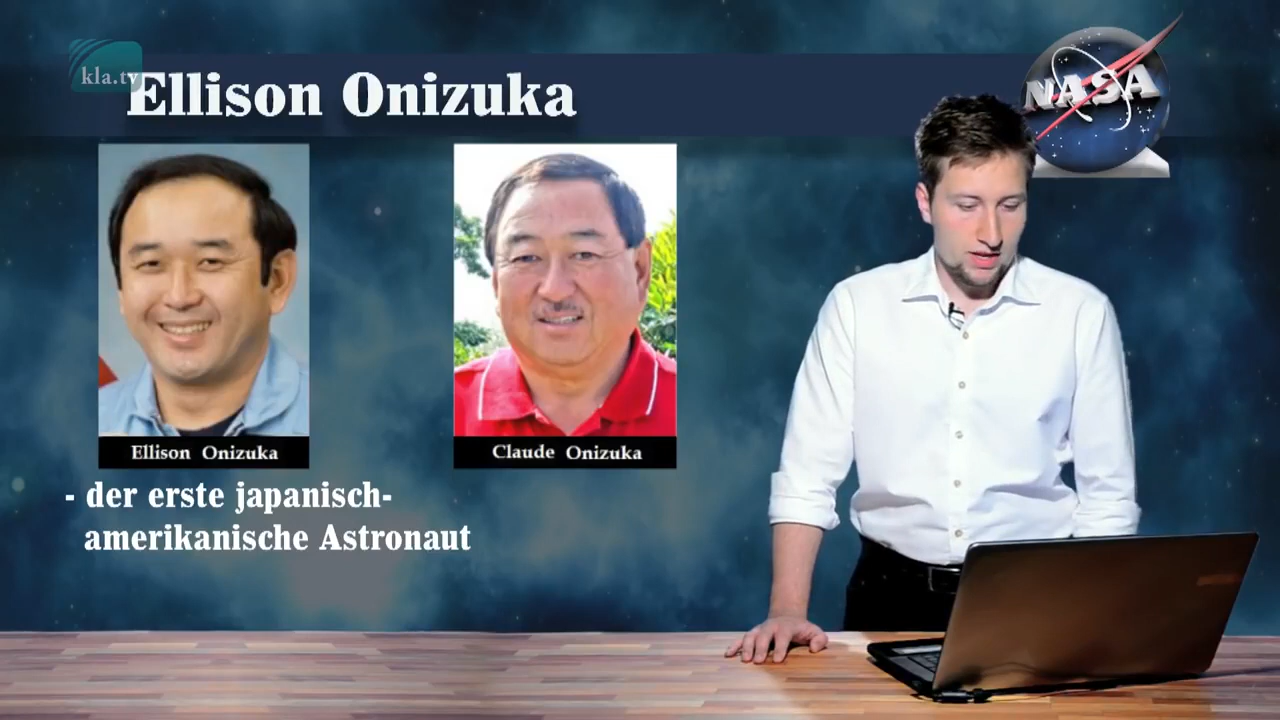 kla.tv
Ellison Onizuka
NASA
Ellison Onizuka
Claude Onizuka
- der erste japanisch-
amerikanische Astronaut